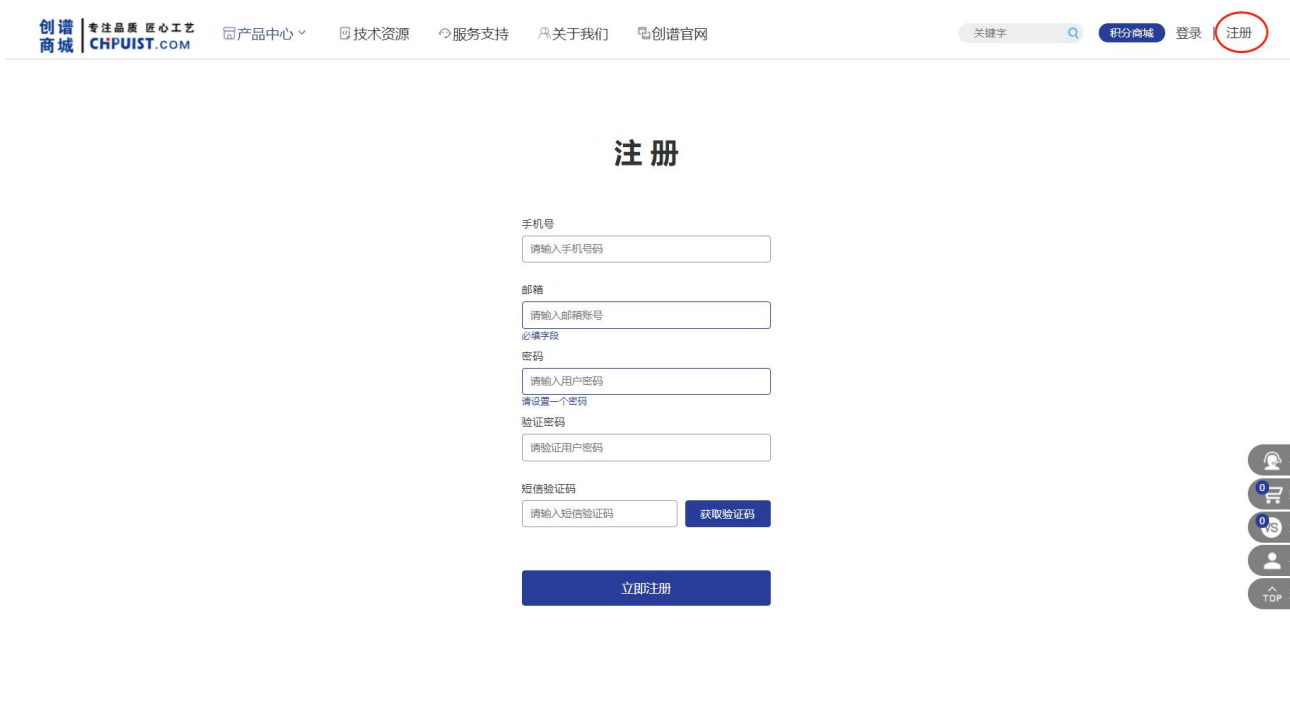 创谱商城
专注品质 匠心工艺
CHPUIST.COM
产品中心
技术资源
服务支持
关于我们
创谱官网
关键字
积分商城
登录 | 注册
注册
手机号
请输入手机号码
邮箱
请输入邮箱账号
必填字段
密码
请输入用户密码
请设置一个密码
验证密码
请验证用户密码
短信验证码
请输入短信验证码
获取验证码
立即注册
0
0
VS
TOP